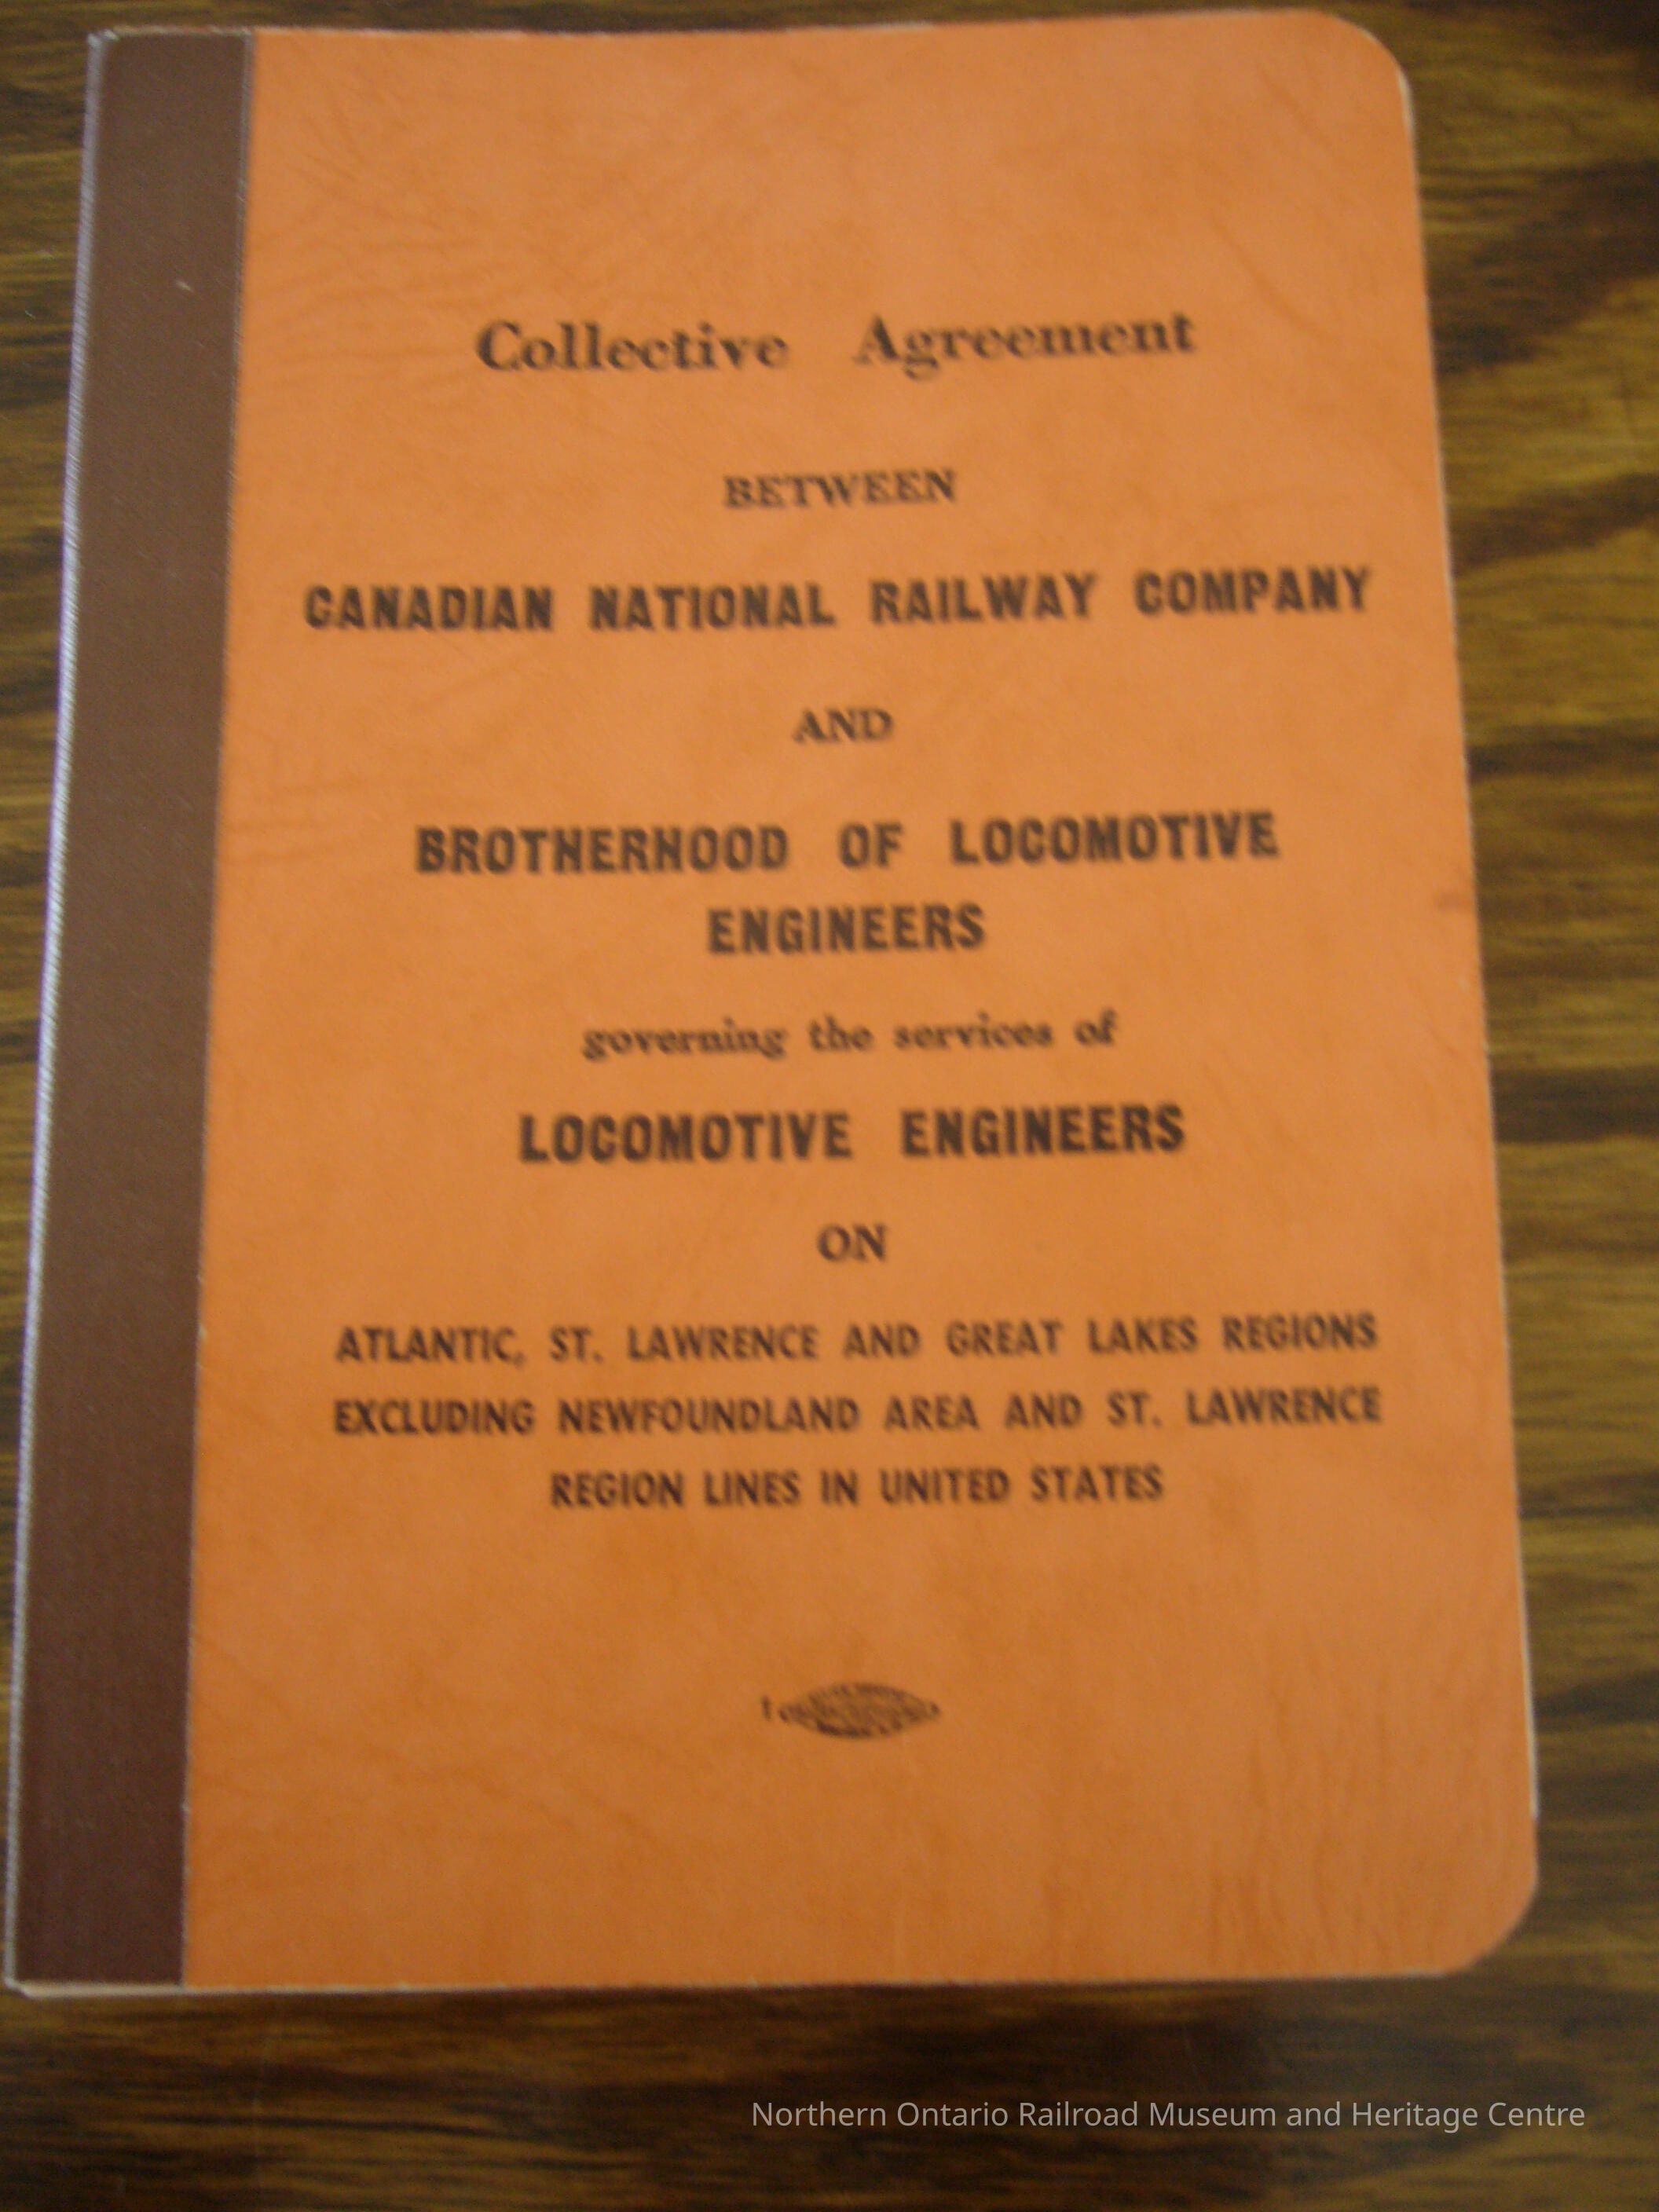 Collective Agreement
BETWEEN
CANADIAN NATIONAL RAILWAY COMPANY
AND
BROTHERHOOD OF LOCOMOTIVE
ENGINEERS
governing the services of
LOCOMOTIVE ENGINEERS
ON
ATLANTIC, ST. LAWRENCE AND GREAT LAKES REGIONS
EXCLUDING NEWFOUNDLAND AREA AND ST. LAWRENCE
REGION LINES IN UNITED STATES
Northern Ontario Railroad Museum and Heritage Centre